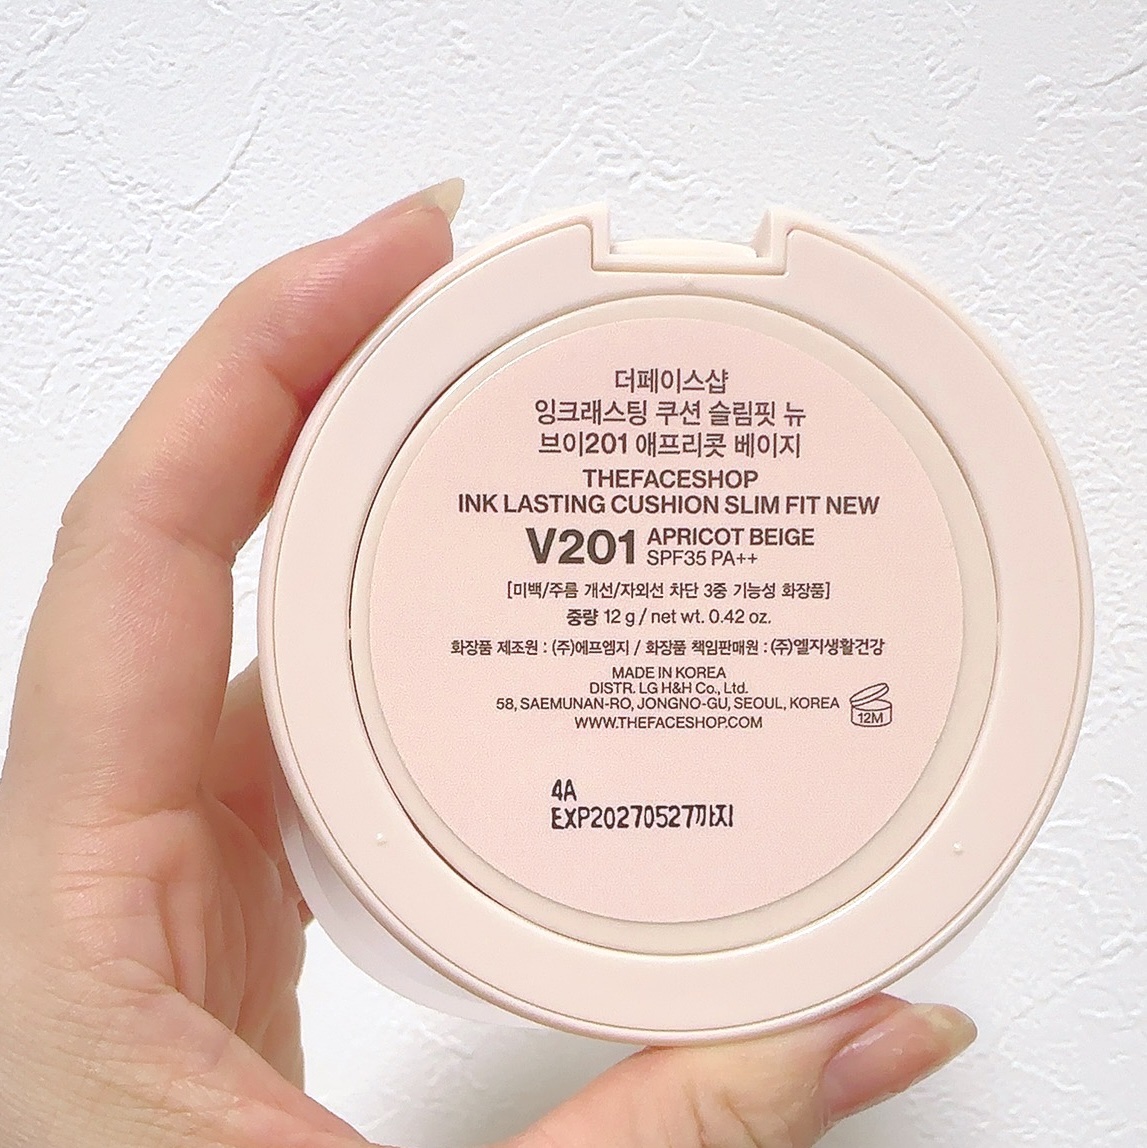 더페이스샵
잉크래스팅 쿠션 슬림핏 뉴
브이201 애프리콧 베이지
THEFACESHOP
INK LASTING CUSHION SLIM FIT NEW
V201 APRICOT BEIGE
SPF35 PA++
[미백/주름 개선/자외선 차단 3중 기능성 화장품]
중량 12 g / net wt. 0.42 oz.
화장품 제조원 : (주)에프엠지 / 화장품 책임판매원 : (주)엘지생활건강
MADE IN KOREA
DISTR. LG H&H Co., Ltd.
58, SAEMUNAN-RO, JONGNO-GU, SEOUL, KOREA
12M
WWW.THEFACESHOP.COM
4A
EXP20270527까지